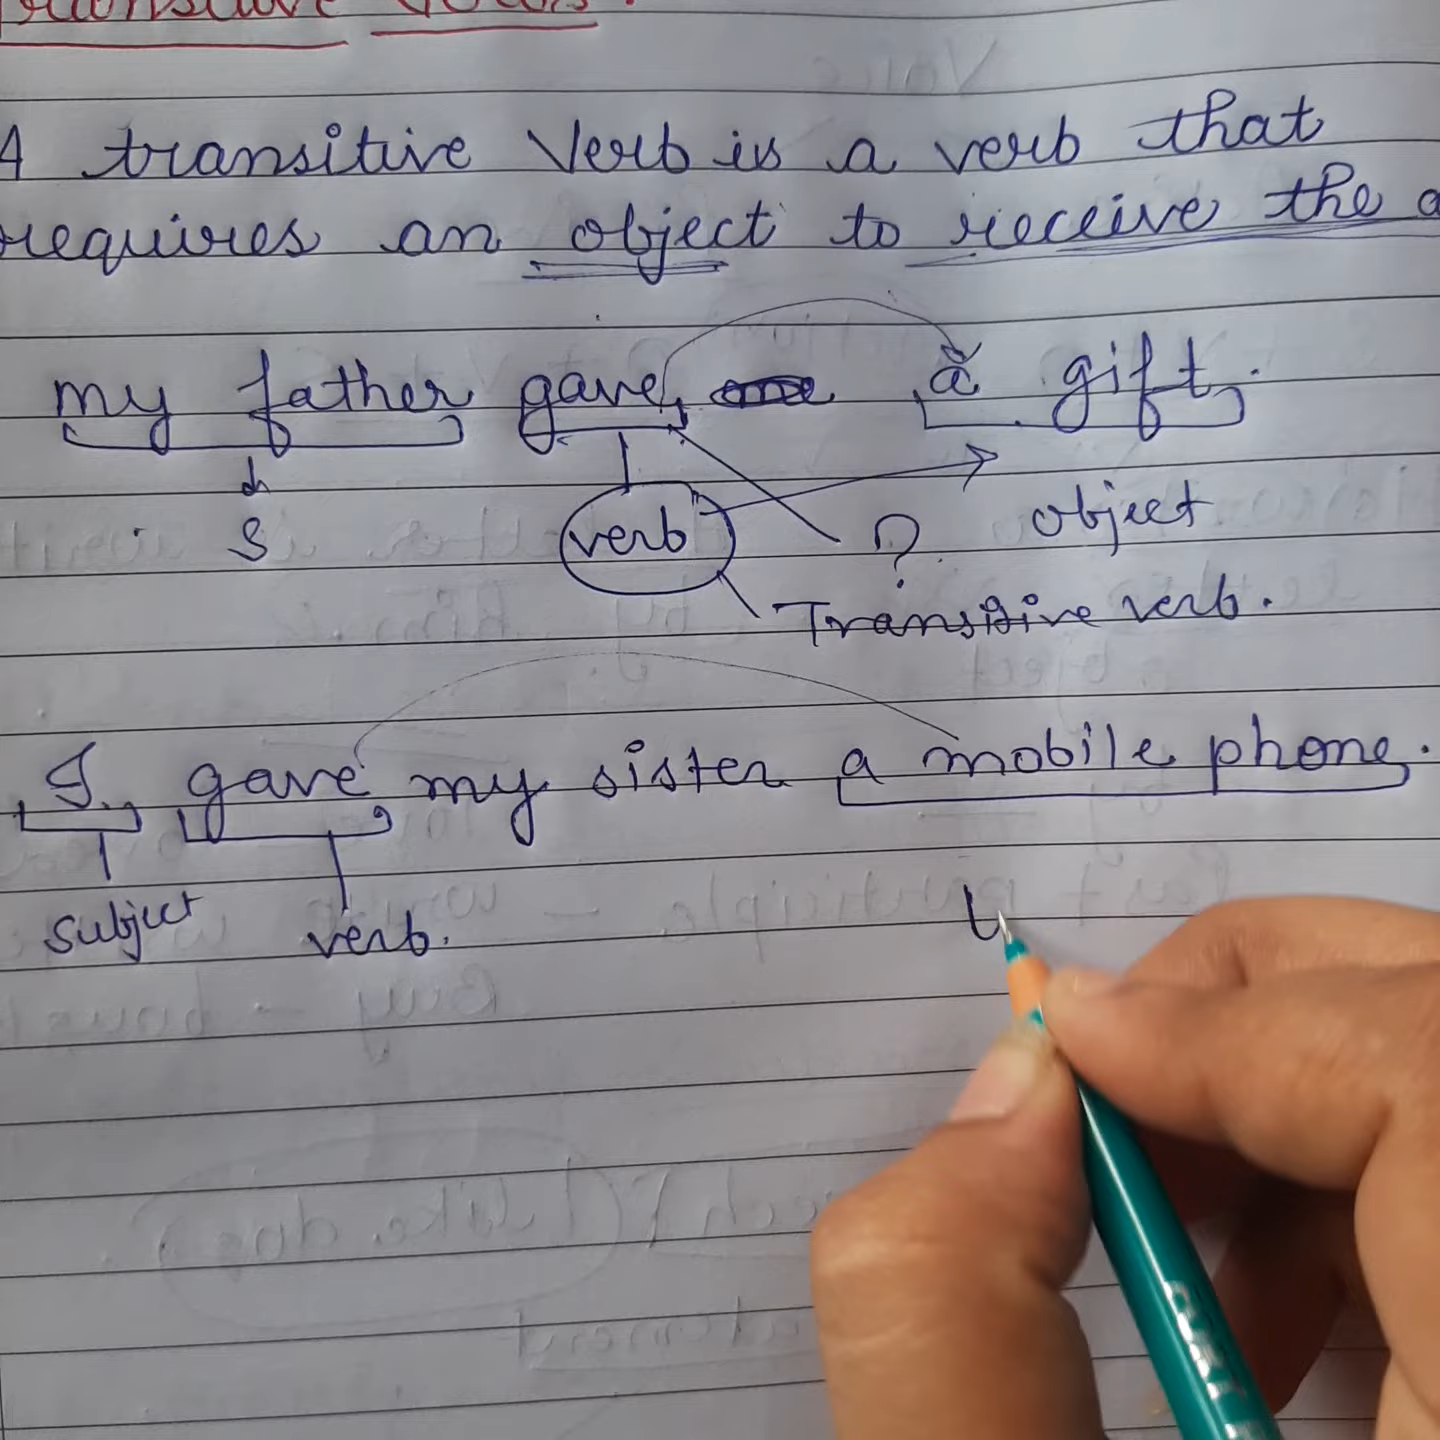 A transitive Verb is a verb that
requires an object to receive the a
my father gave a gift.
S
verb
?
object
Transitive verb.
I gave my sister a mobile phone.
subject
verb.